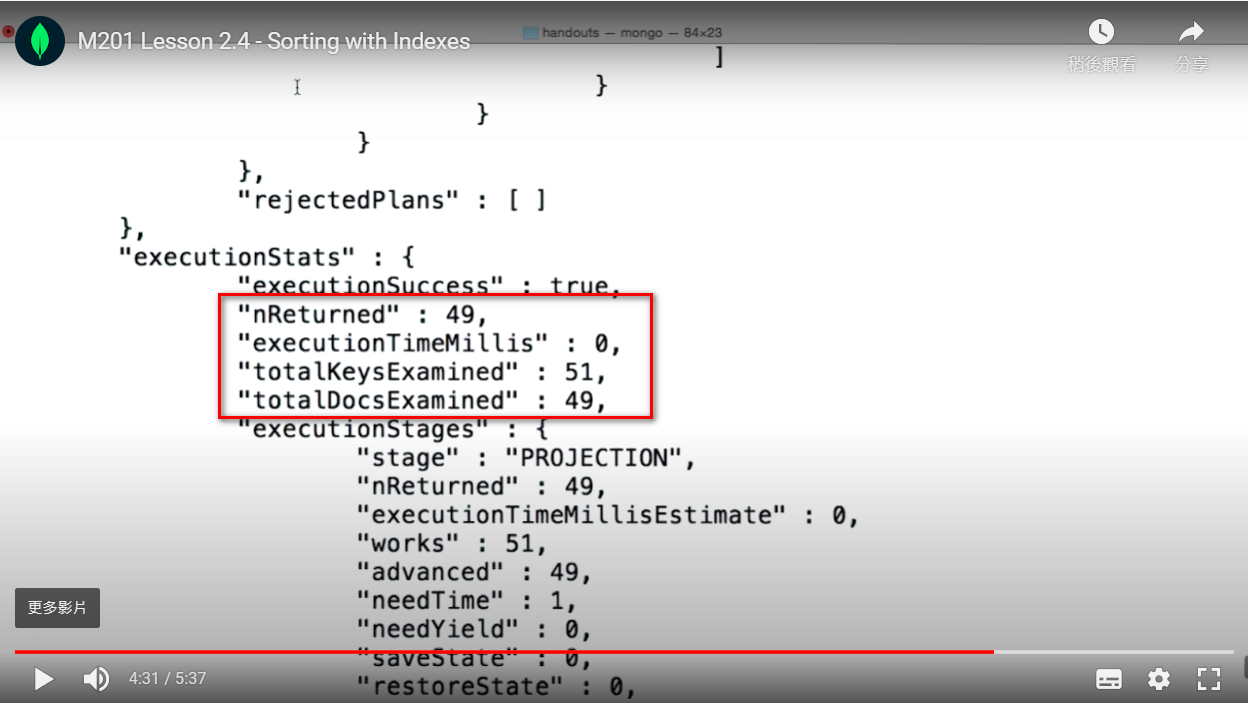 M201 Lesson 2.4 - Sorting with Indexes
handouts — mongo — 84×23
稍後觀看
分享
]
}
}
}
},
"rejectedPlans" : [ ]
},
"executionStats" : {
"executionSuccess" : true,
"nReturned" : 49,
"executionTimeMillis" : 0,
"totalKeysExamined" : 51,
"totalDocsExamined" : 49,
"executionStages" : {
"stage" : "PROJECTION",
"nReturned" : 49,
"executionTimeMillisEstimate" : 0,
"works" : 51,
"advanced" : 49,
"needTime" : 1,
"needYield" : 0,
"saveState" : 0,
"restoreState" : 0,
更多影片
4:31 / 5:37